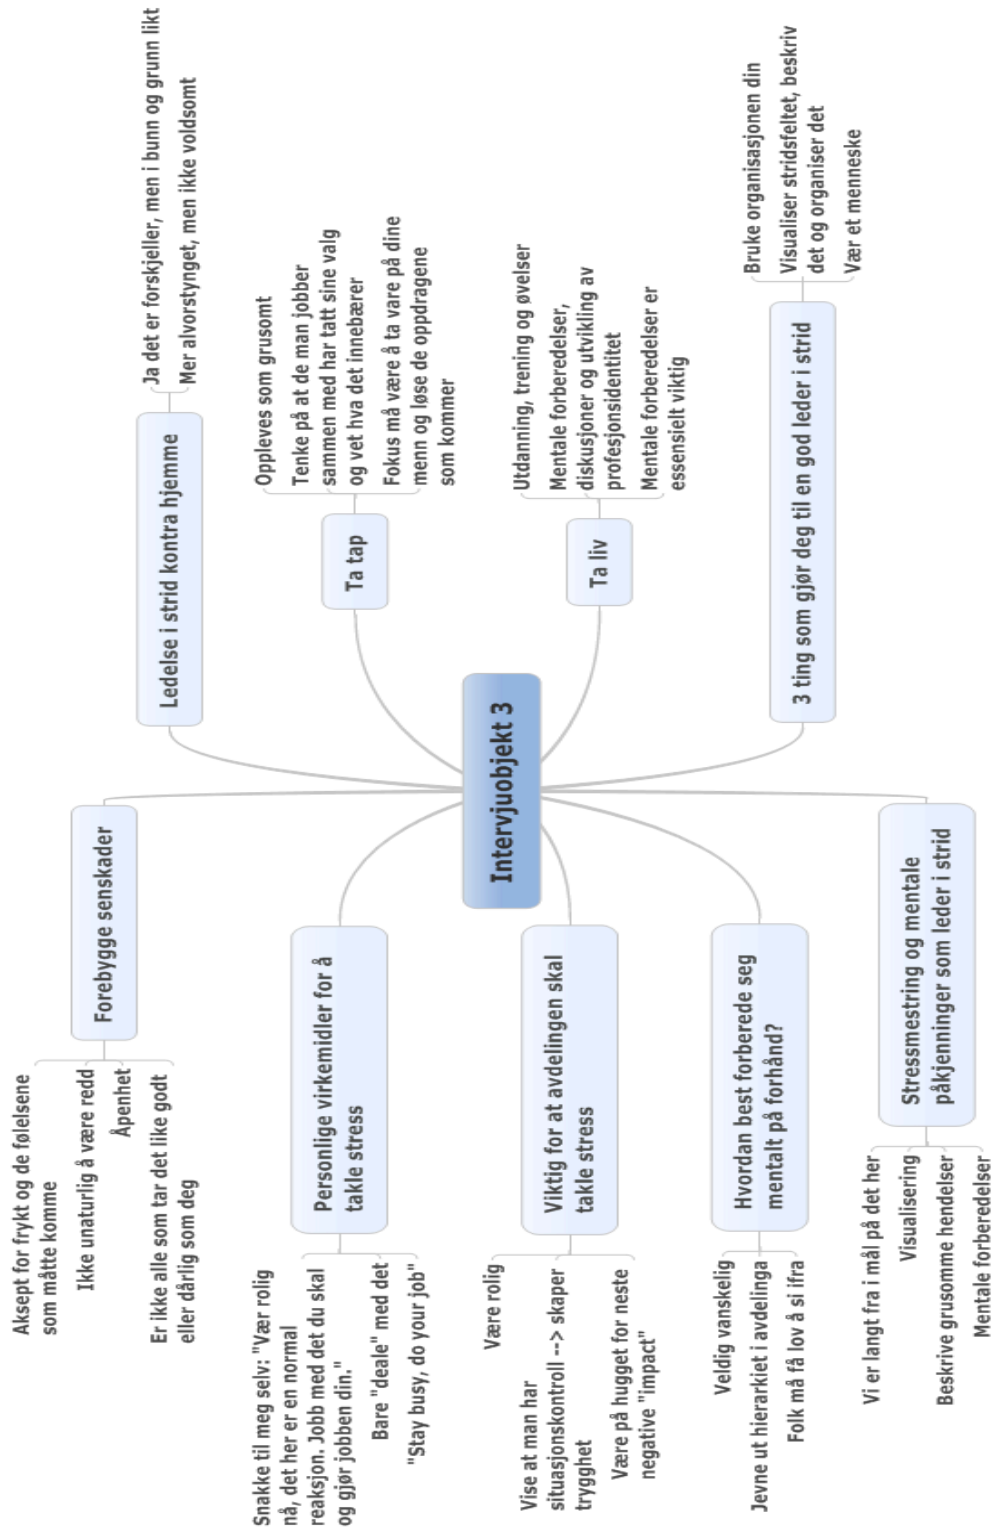 Intervjuobjekt 3
Forebygge senskader
Aksept for frykt og de følelsene
som måtte komme
Ikke unaturlig å være redd
Åpenhet
Er ikke alle som tar det like godt
eller dårlig som deg
Personlige virkemidler for å
takle stress
Snakke til meg selv: "Vær rolig
nå, det her er en normal
reaksjon. Jobb med det du skal
og gjør jobben din."
Bare "deale" med det
"Stay busy, do your job"
Viktig for at avdelingen skal
takle stress
Være rolig
Vise at man har
situasjonskontroll --> skaper
trygghet
Være på hugget for neste
negative "impact"
Hvordan best forberede seg
mentalt på forhånd?
Veldig vanskelig
Jevne ut hierarkiet i avdelinga
Folk må få lov å si ifra
Stressmestring og mentale
påkjenninger som leder i strid
Vi er langt fra i mål på det her
Visualisering
Beskrive grusomme hendelser
Mentale forberedelser
Ledelse i strid kontra hjemme
Ja det er forskjeller, men i bunn og grunn likt
Mer alvorstynget, men ikke voldsomt
Ta tap
Oppleves som grusomt
Tenke på at de man jobber
sammen med har tatt sine valg
og vet hva det innebærer
Fokus må være å ta vare på dine
menn og løse de oppdragene
som kommer
Ta liv
Utdanning, trening og øvelser
Mentale forberedelser,
diskusjoner og utvikling av
profesjonsidentitet
Mentale forberedelser er
essensielt viktig
3 ting som gjør deg til en god leder i strid
Bruke organisasjonen din
Visualiser stridsfeltet, beskriv
det og organiser det
Vær et menneske